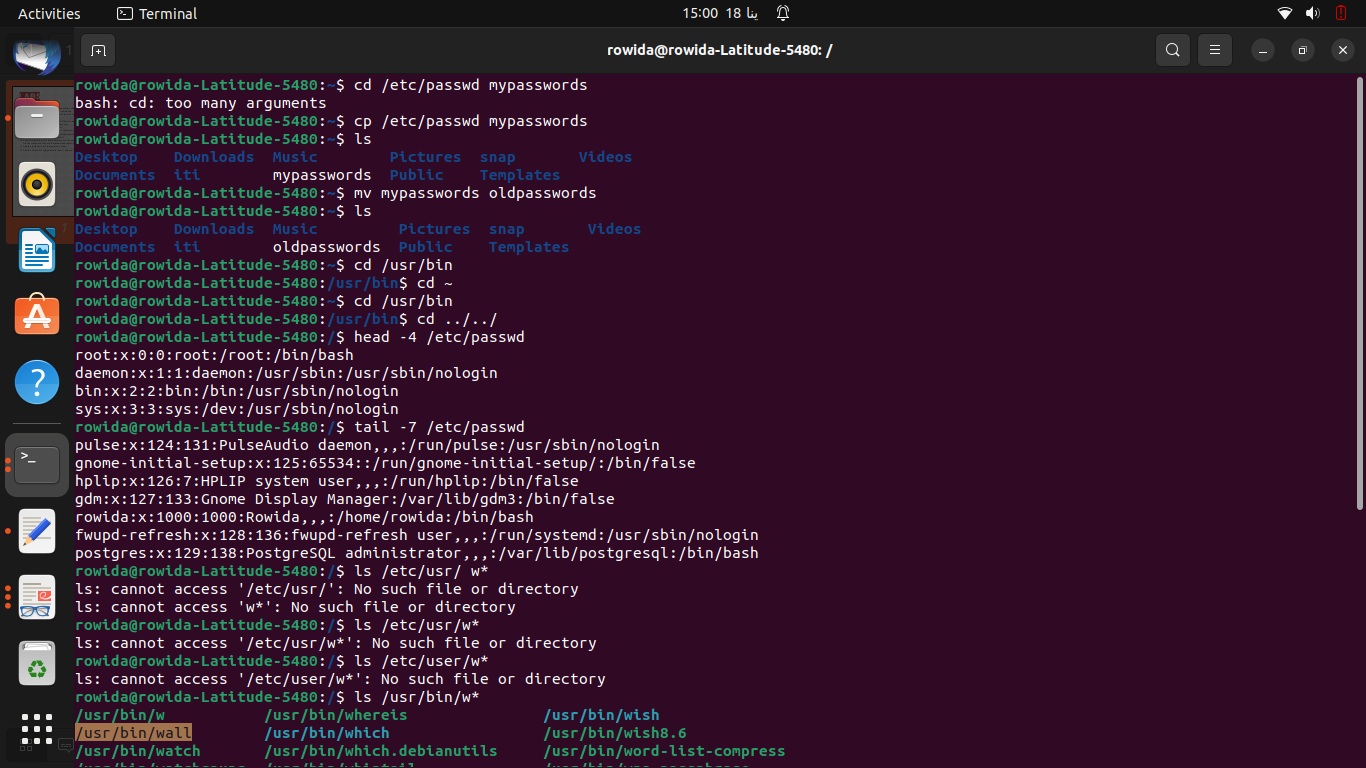 Activities
Terminal
15:00 18 ينا
rowida@rowida-Latitude-5480: /
rowida@rowida-Latitude-5480:~$ cd /etc/passwd mypasswords
bash: cd: too many arguments
rowida@rowida-Latitude-5480:~$ cp /etc/passwd mypasswords
rowida@rowida-Latitude-5480:~$ ls
Desktop Downloads Music Pictures snap Videos
Documents iti mypasswords Public Templates
rowida@rowida-Latitude-5480:~$ mv mypasswords oldpasswords
rowida@rowida-Latitude-5480:~$ ls
Desktop Downloads Music Pictures snap Videos
Documents iti oldpasswords Public Templates
rowida@rowida-Latitude-5480:~$ cd /usr/bin
rowida@rowida-Latitude-5480:/usr/bin$ cd ~
rowida@rowida-Latitude-5480:~$ cd /usr/bin
rowida@rowida-Latitude-5480:/usr/bin$ cd ../../
rowida@rowida-Latitude-5480:/$ head -4 /etc/passwd
root:x:0:0:root:/root:/bin/bash
daemon:x:1:1:daemon:/usr/sbin:/usr/sbin/nologin
bin:x:2:2:bin:/bin:/usr/sbin/nologin
sys:x:3:3:sys:/dev:/usr/sbin/nologin
rowida@rowida-Latitude-5480:/$ tail -7 /etc/passwd
pulse:x:124:131:PulseAudio daemon,,,:/run/pulse:/usr/sbin/nologin
gnome-initial-setup:x:125:65534::/run/gnome-initial-setup/:/bin/false
hplip:x:126:7:HPLIP system user,,,:/run/hplip:/bin/false
gdm:x:127:133:Gnome Display Manager:/var/lib/gdm3:/bin/false
rowida:x:1000:1000:Rowida,,,:/home/rowida:/bin/bash
fwupd-refresh:x:128:136:fwupd-refresh user,,,:/run/systemd:/usr/sbin/nologin
postgres:x:129:138:PostgreSQL administrator,,,:/var/lib/postgresql:/bin/bash
rowida@rowida-Latitude-5480:/$ ls /etc/usr/ w*
ls: cannot access '/etc/usr/': No such file or directory
ls: cannot access 'w*': No such file or directory
rowida@rowida-Latitude-5480:/$ ls /etc/usr/w*
ls: cannot access '/etc/usr/w*': No such file or directory
rowida@rowida-Latitude-5480:/$ ls /etc/user/w*
ls: cannot access '/etc/user/w*': No such file or directory
rowida@rowida-Latitude-5480:/$ ls /usr/bin/w*
/usr/bin/w /usr/bin/whereis /usr/bin/wish
/usr/bin/wall /usr/bin/which /usr/bin/wish8.6
/usr/bin/watch /usr/bin/which.debianutils /usr/bin/word-list-compress